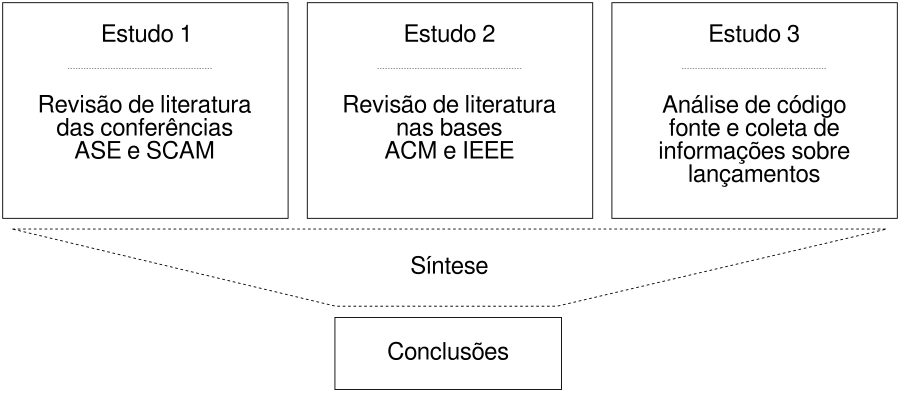 Estudo 1
Revisão de literatura
das conferências
ASE e SCAM
Estudo 2
Revisão de literatura
nas bases
ACM e IEEE
Estudo 3
Análise de código
fonte e coleta de
informações sobre
lançamentos
Síntese
Conclusões